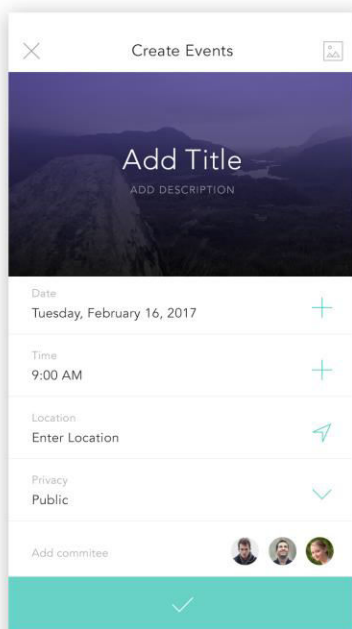 Create Events
Add Title
ADD DESCRIPTION
Date
Tuesday, February 16, 2017
Time
9:00 AM
Location
Enter Location
Privacy
Public
Add commitee